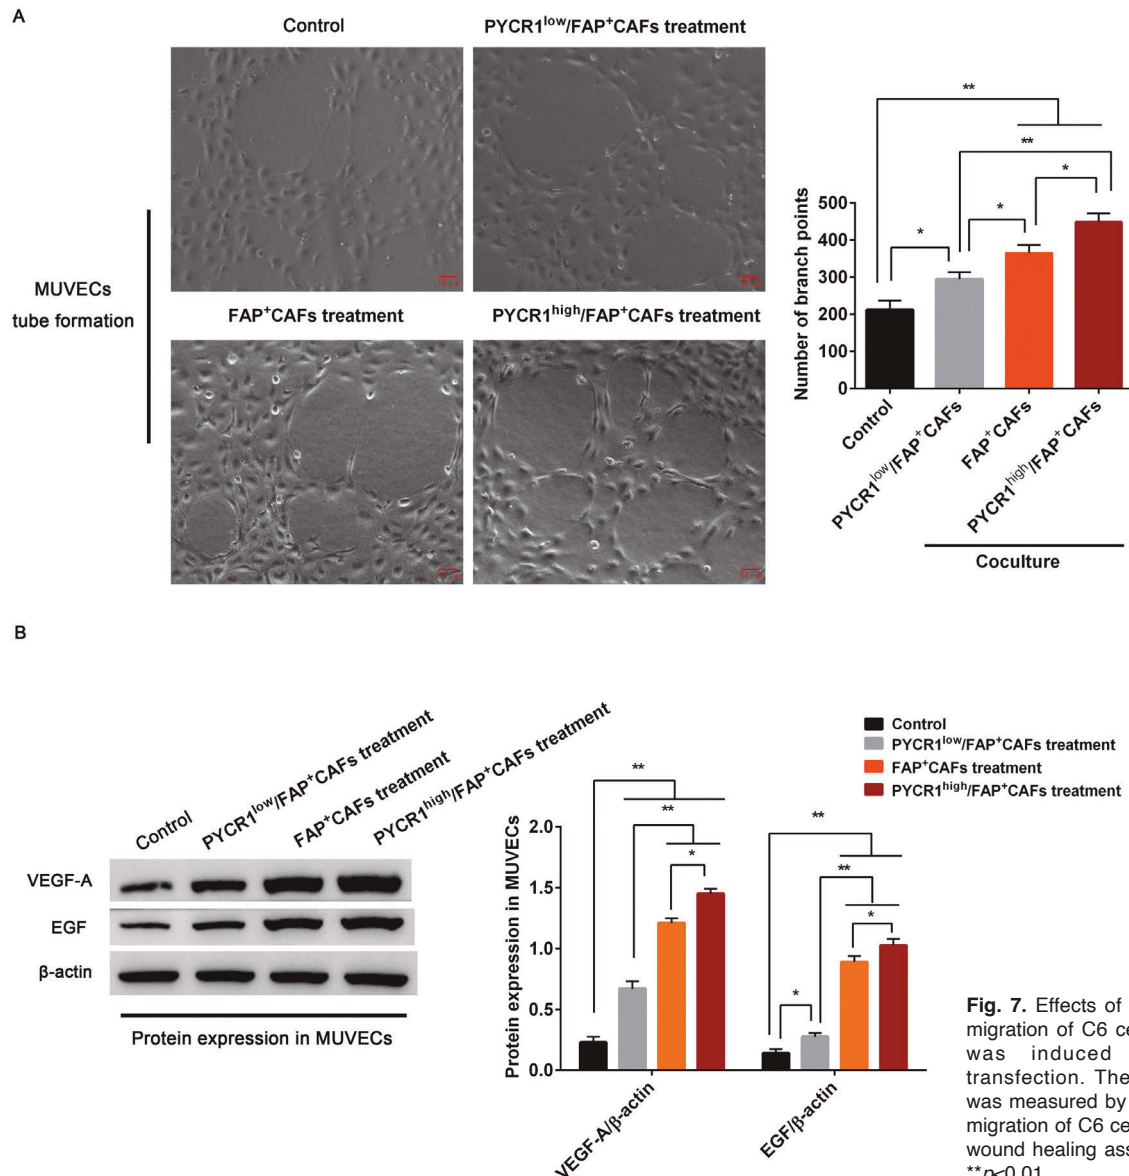 A
Control
PYCR1low/FAP+CAFs treatment
MUVECs
tube formation
FAP+CAFs treatment
PYCR1high/FAP+CAFs treatment
Number of branch points
500
400
300
200
100
0
**
**
*
*
*
Control
PYCR1low/FAP+CAFs
FAP+CAFs
PYCR1high/FAP+CAFs
Coculture
B
Control
PYCR1low/FAP+CAFs treatment
FAP+CAFs treatment
PYCR1high/FAP+CAFs treatment
VEGF-A
EGF
β-actin
Protein expression in MUVECs
Control
PYCR1low/FAP+CAFs treatment
FAP+CAFs treatment
PYCR1high/FAP+CAFs treatment
Protein expression in MUVECs
2.0
1.5
1.0
0.5
0.0
**
**
*
**
**
*
*
VEGF-A/β-actin
EGF/β-actin
Fig. 7. Effects of
migration of C6 ce
was induced
transfection. The
was measured by
migration of C6 ce
wound healing ass
**p<0.01